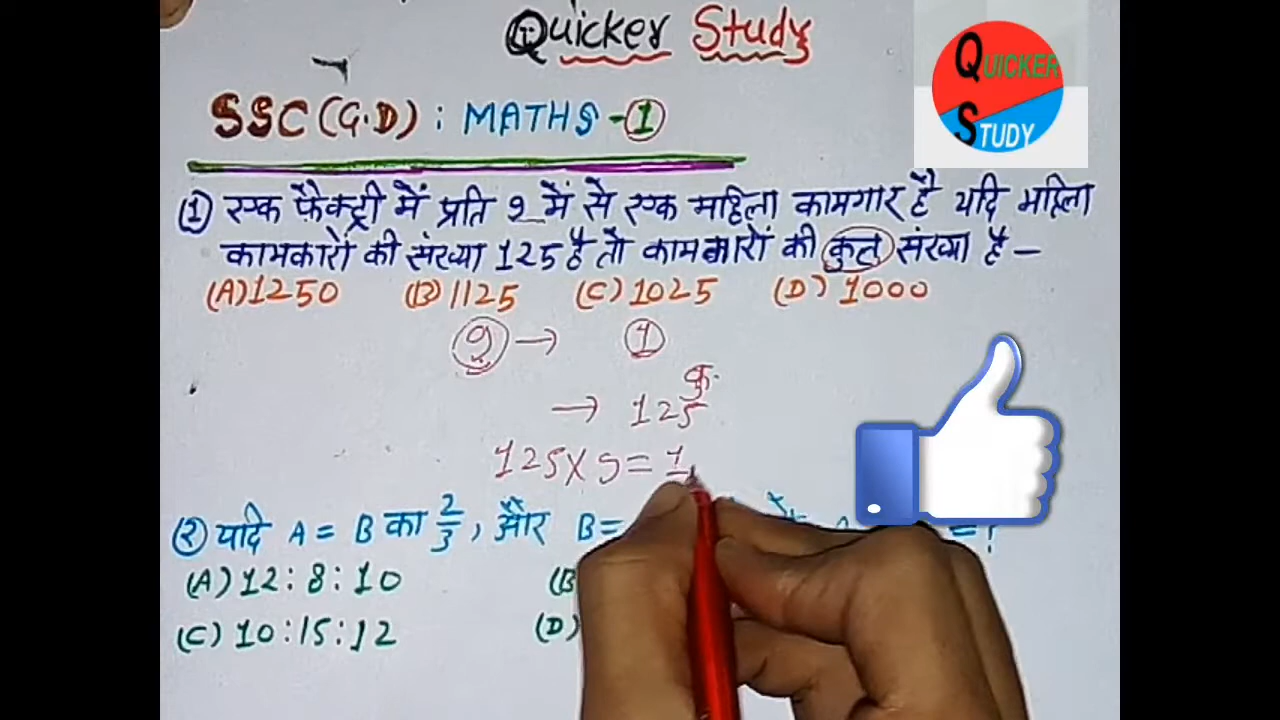 Quicker Study
QUICKER
STUDY
SSC (G.D) : MATHS - 1
(1) एक फैक्ट्री में प्रति 9 में से एक महिला कामगार है यदि महिला
कामकारों की संख्या 125 है तो कामकारों की कुल संख्या है –
(A) 1250 (B) 1125 (C) 1025 (D) 1000
9 → 1
→ 125
125 X 9 = 1
(2) यदि A = B का 2/3, और B =
= ?
(A) 12 : 8 : 10 (B
(C) 10 : 15 : 12 (D)